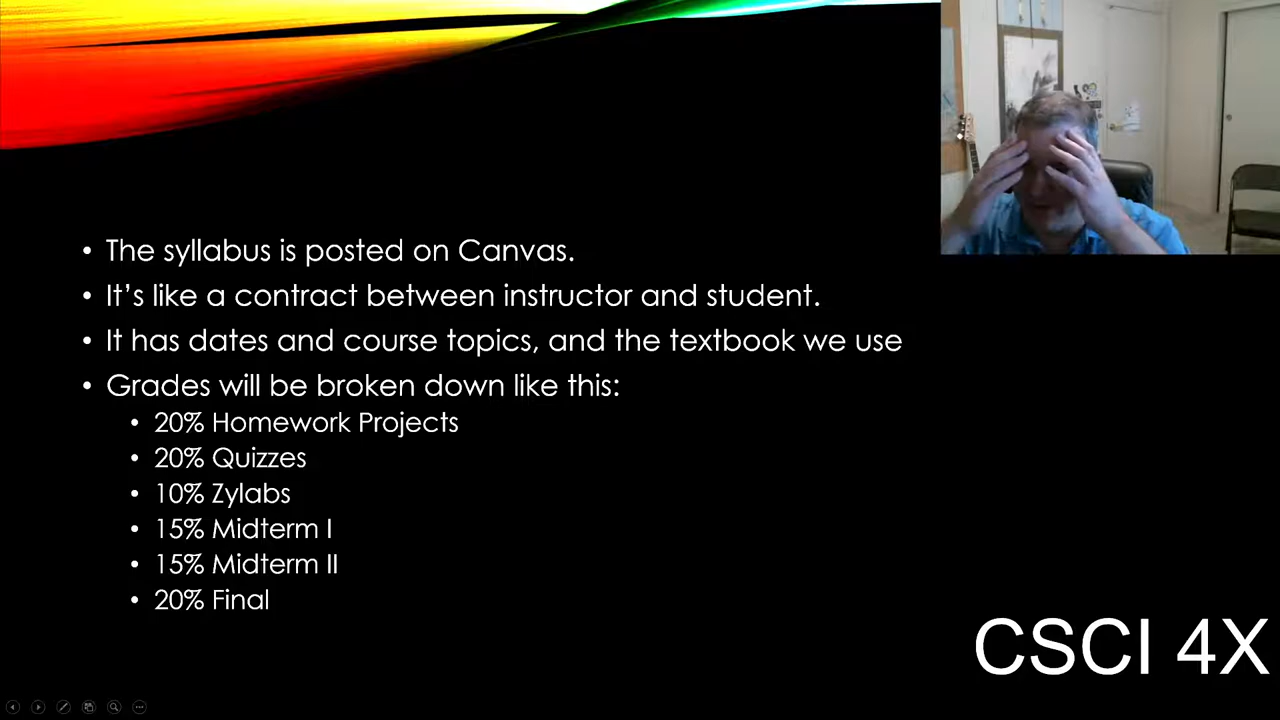 • The syllabus is posted on Canvas.
• It’s like a contract between instructor and student.
• It has dates and course topics, and the textbook we use
• Grades will be broken down like this:
• 20% Homework Projects
• 20% Quizzes
• 10% Zylabs
• 15% Midterm I
• 15% Midterm II
• 20% Final
CSCI 4X